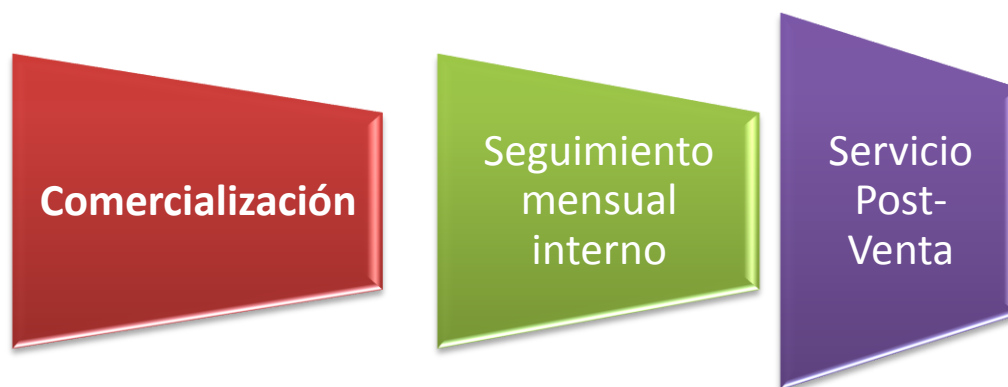 Comercialización
Seguimiento
mensual
interno
Servicio
Post-
Venta